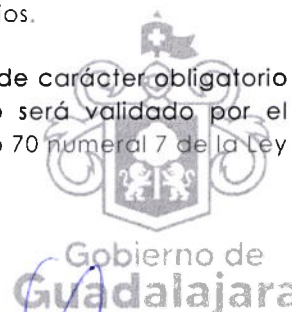 ios.
de carácter obligatorio
o será validado por el
o 70 numeral 7 de la Ley
Gobierno de
Guadalajara